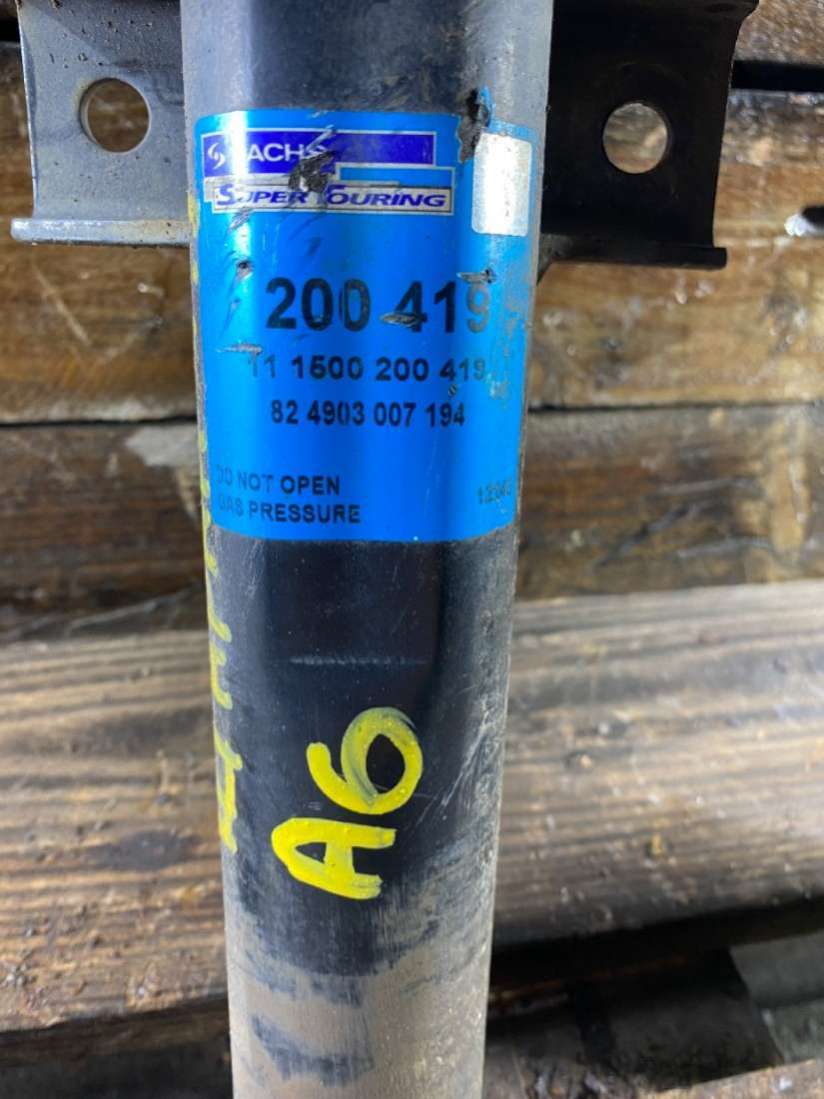 SACHS
SUPER TOURING
200 419
11 1500 200 419
82 4903 007 194
DO NOT OPEN
GAS PRESSURE
A6